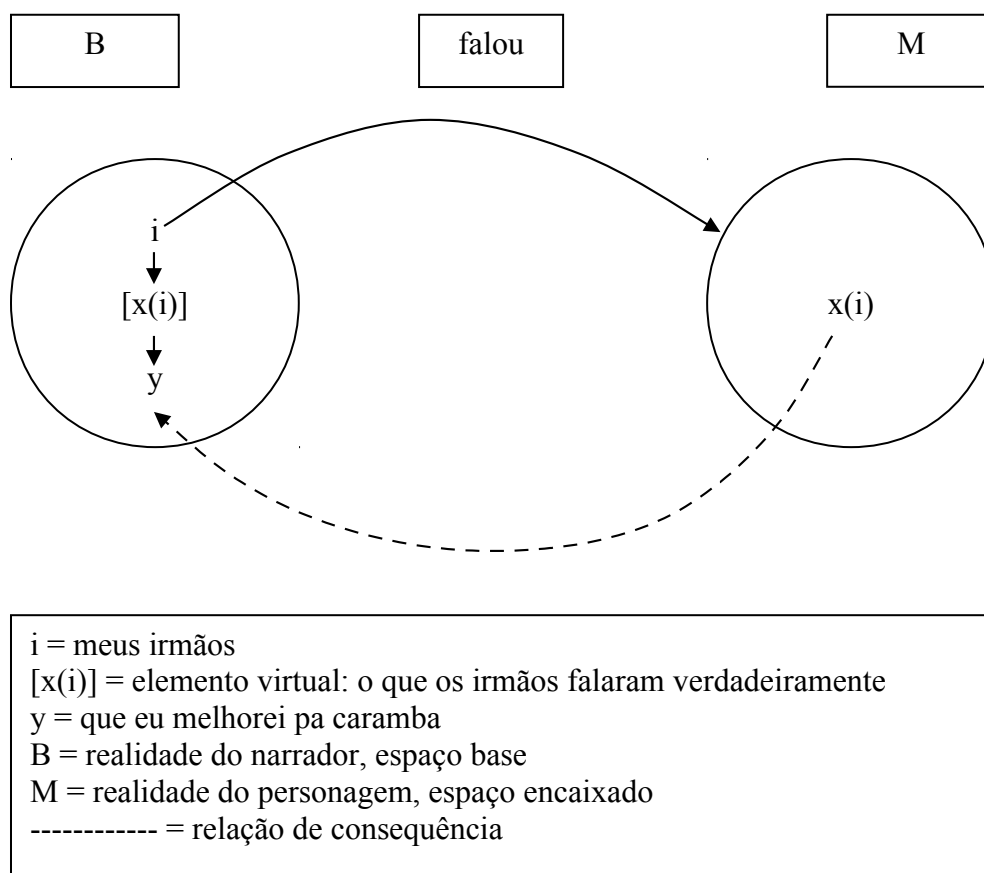 B falou M
i
[x(i)] x(i)
y
i = meus irmãos
[x(i)] = elemento virtual: o que os irmãos falaram verdadeiramente
y = que eu melhorei pa caramba
B = realidade do narrador, espaço base
M = realidade do personagem, espaço encaixado
------------ = relação de consequência